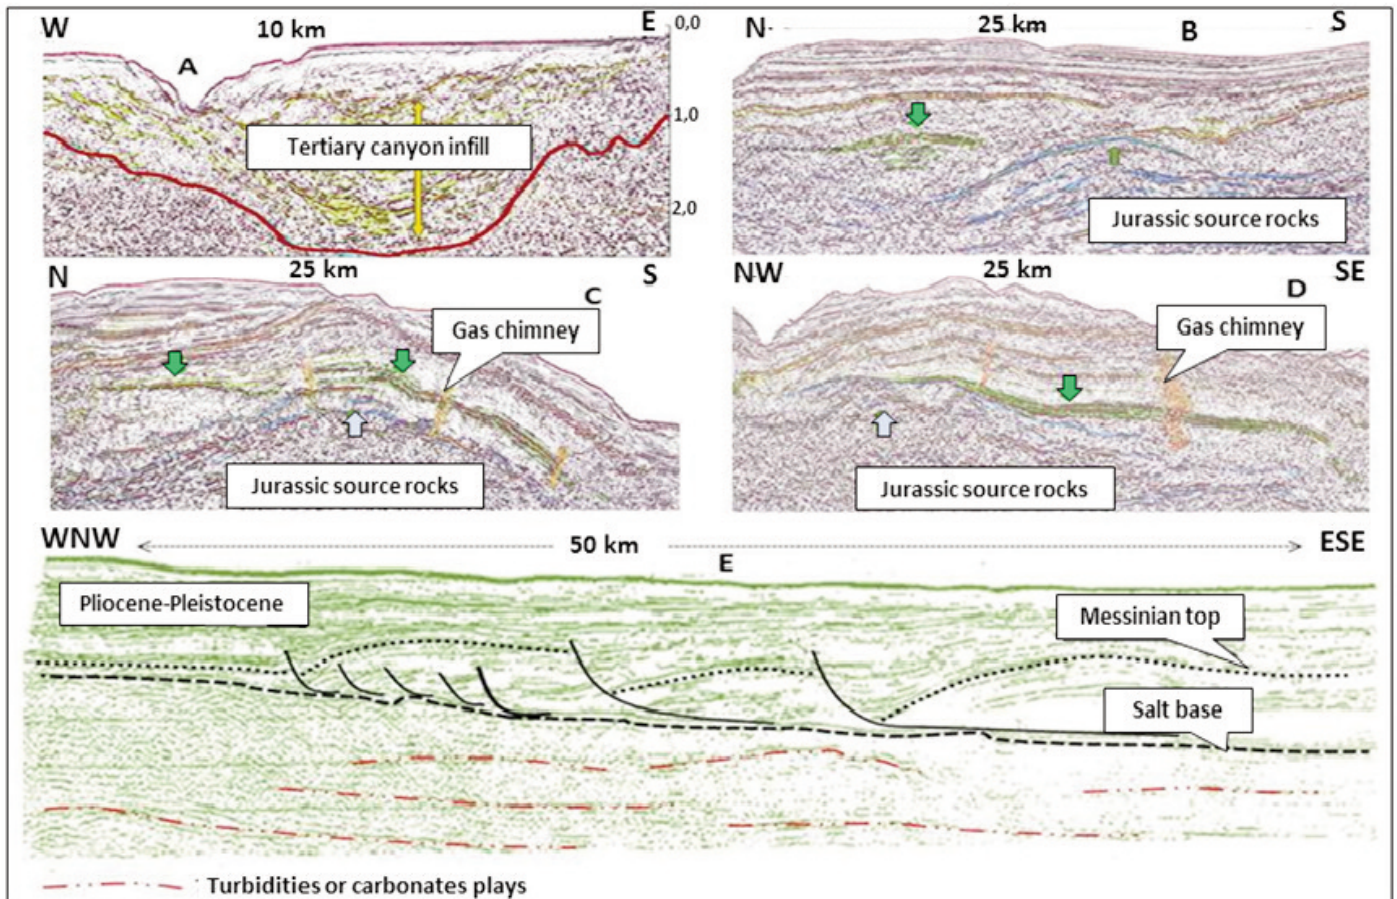 W 10 km E 0,0
A
1,0
Tertiary canyon infill
2,0
N 25 km B S
Jurassic source rocks
N 25 km S
C
Gas chimney
Jurassic source rocks
NW 25 km SE
D
Gas chimney
Jurassic source rocks
WNW 50 km ESE
E
Pliocene-Pleistocene
Messinian top
Salt base
Turbidities or carbonates plays